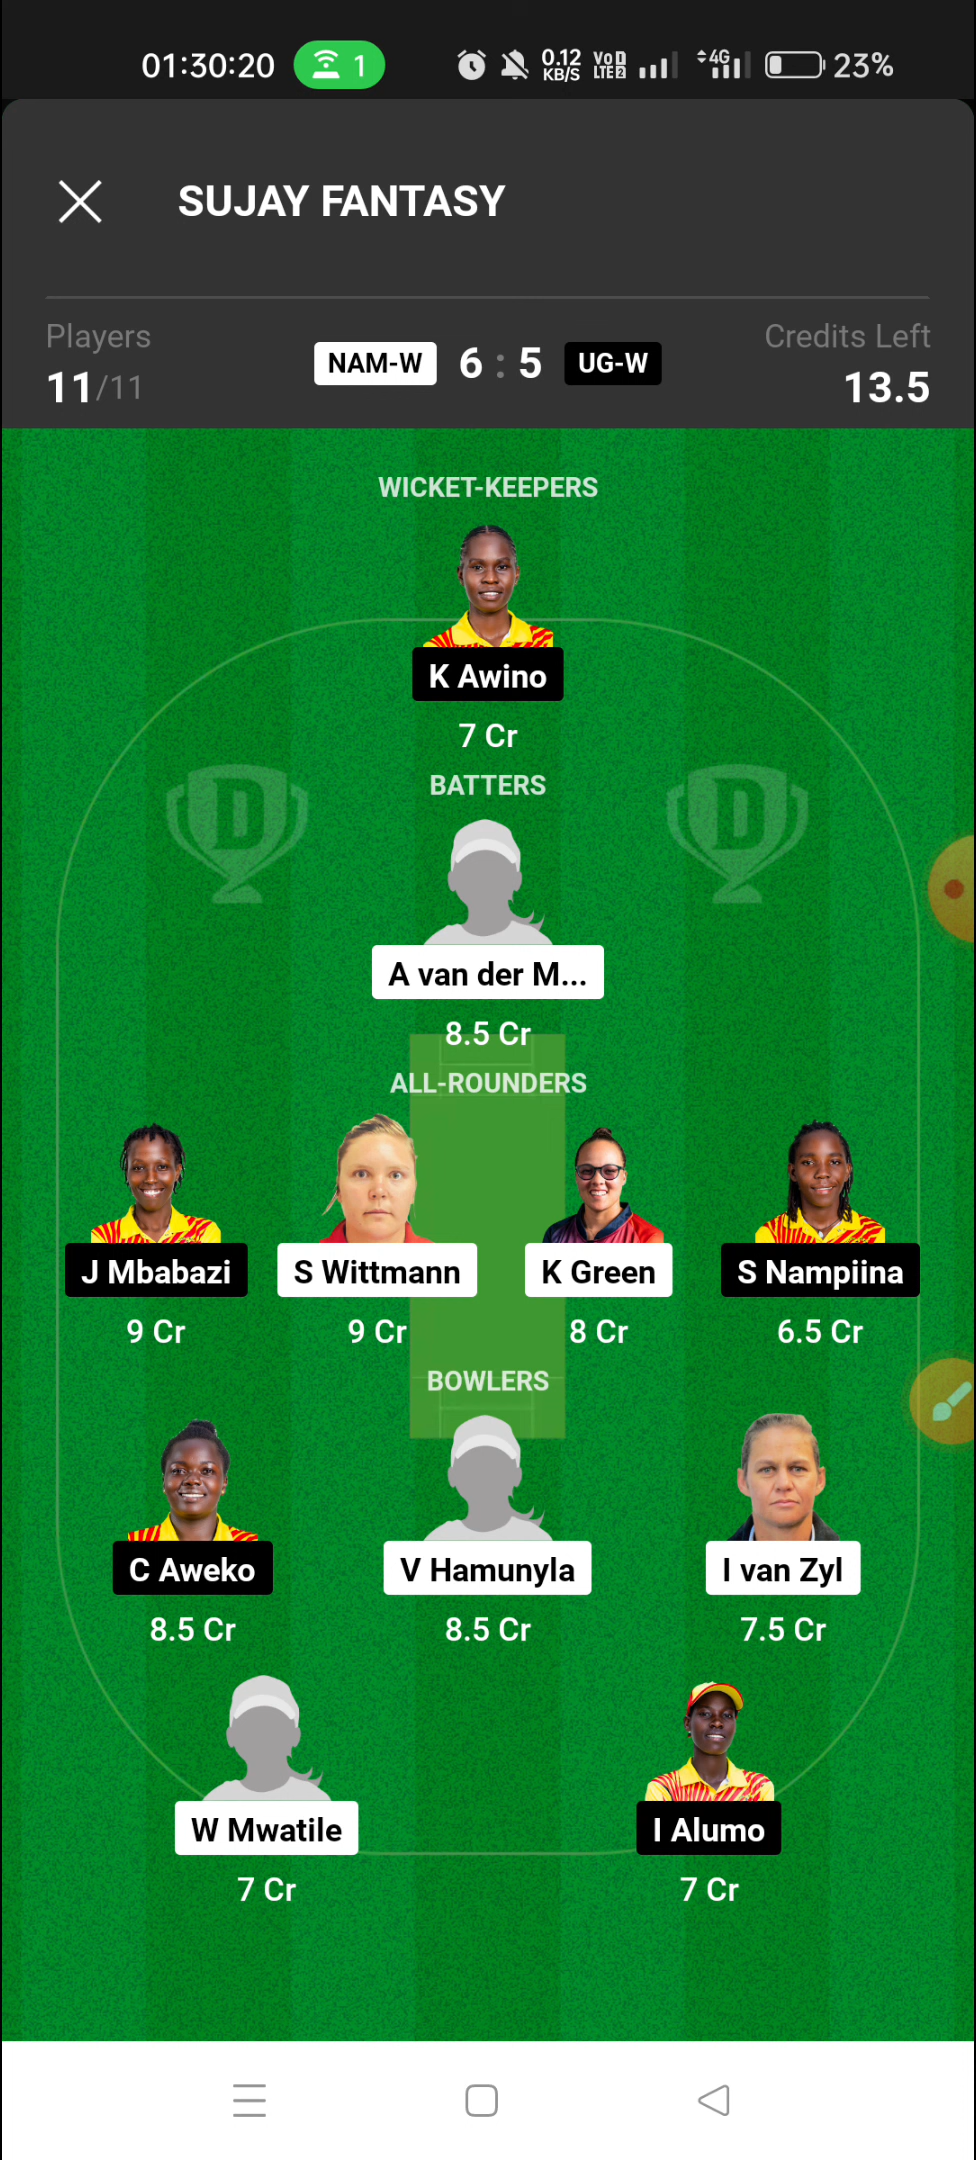 01:30:20 1 0.12 KB/S VoD LTE2 4G 23%
SUJAY FANTASY
Players Credits Left
11/11 NAM-W 6 : 5 UG-W 13.5
WICKET-KEEPERS
K Awino
7 Cr
BATTERS
D D
A van der M...
8.5 Cr
ALL-ROUNDERS
J Mbabazi S Wittmann K Green S Nampiina
9 Cr 9 Cr 8 Cr 6.5 Cr
BOWLERS
C Aweko V Hamunyla I van Zyl
8.5 Cr 8.5 Cr 7.5 Cr
W Mwatile I Alumo
7 Cr 7 Cr